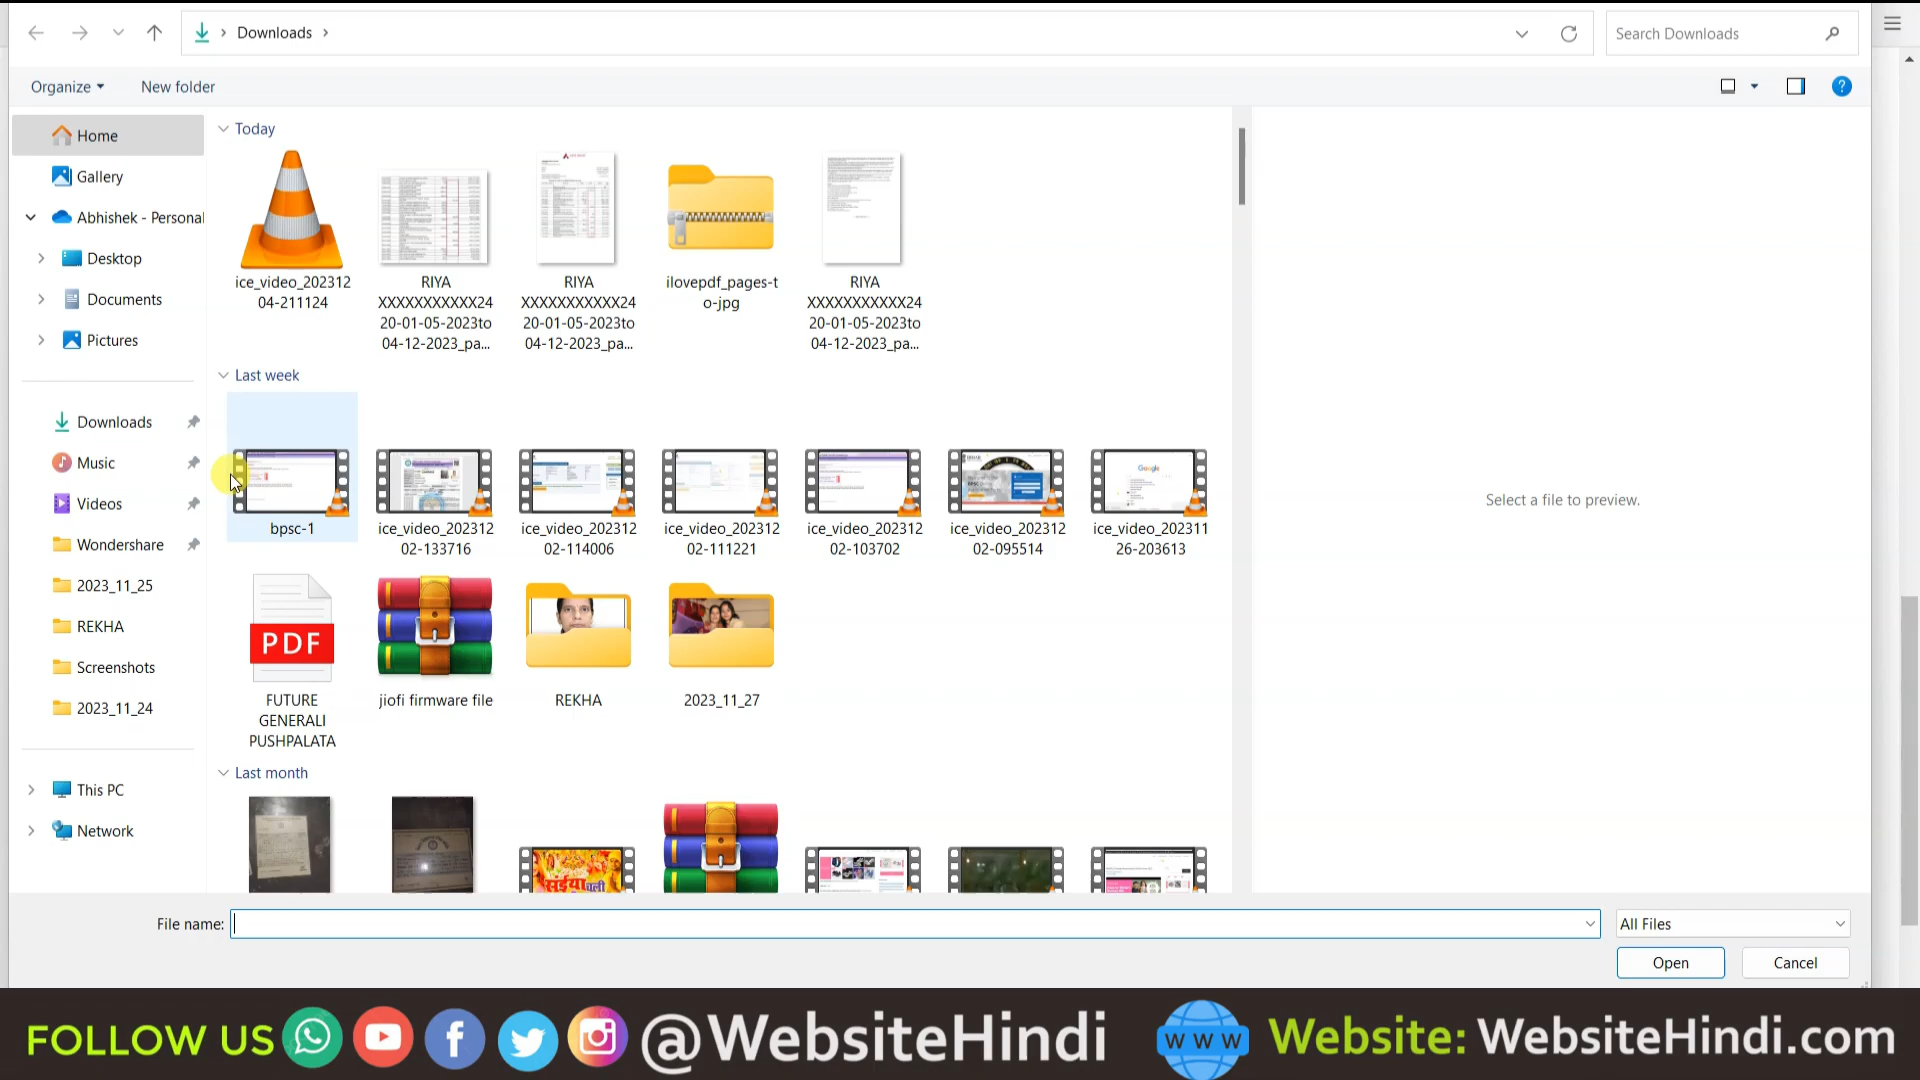 Downloads
Search Downloads
Organize
New folder
Home
Gallery
Abhishek - Personal
Desktop
Documents
Pictures
Downloads
Music
Videos
Wondershare
2023_11_25
REKHA
Screenshots
2023_11_24
This PC
Network
Today
ice_video_202312
04-211124
RIYA
XXXXXXXXXXX24
20-01-05-2023to
04-12-2023_pa...
RIYA
XXXXXXXXXXX24
20-01-05-2023to
04-12-2023_pa...
ilovepdf_pages-t
o-jpg
RIYA
XXXXXXXXXXX24
20-01-05-2023to
04-12-2023_pa...
Last week
bpsc-1
ice_video_202312
02-133716
ice_video_202312
02-114006
ice_video_202312
02-111221
ice_video_202312
02-103702
ice_video_202312
02-095514
Google
ice_video_202311
26-203613
PDF
FUTURE
GENERALI
PUSHPALATA
jiofi firmware file
REKHA
2023_11_27
Last month
Select a file to preview.
File name:
All Files
Open
Cancel
FOLLOW US @WebsiteHindi
WWW
Website: WebsiteHindi.com